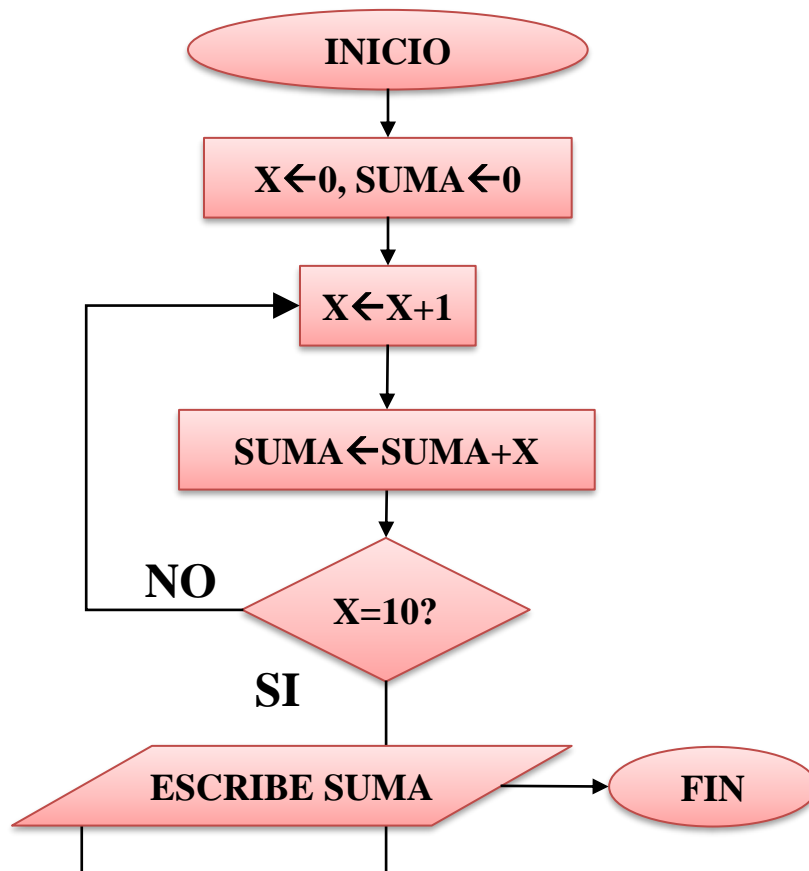 INICIO
X←0, SUMA←0
X←X+1
SUMA←SUMA+X
NO
X=10?
SI
ESCRIBE SUMA
FIN